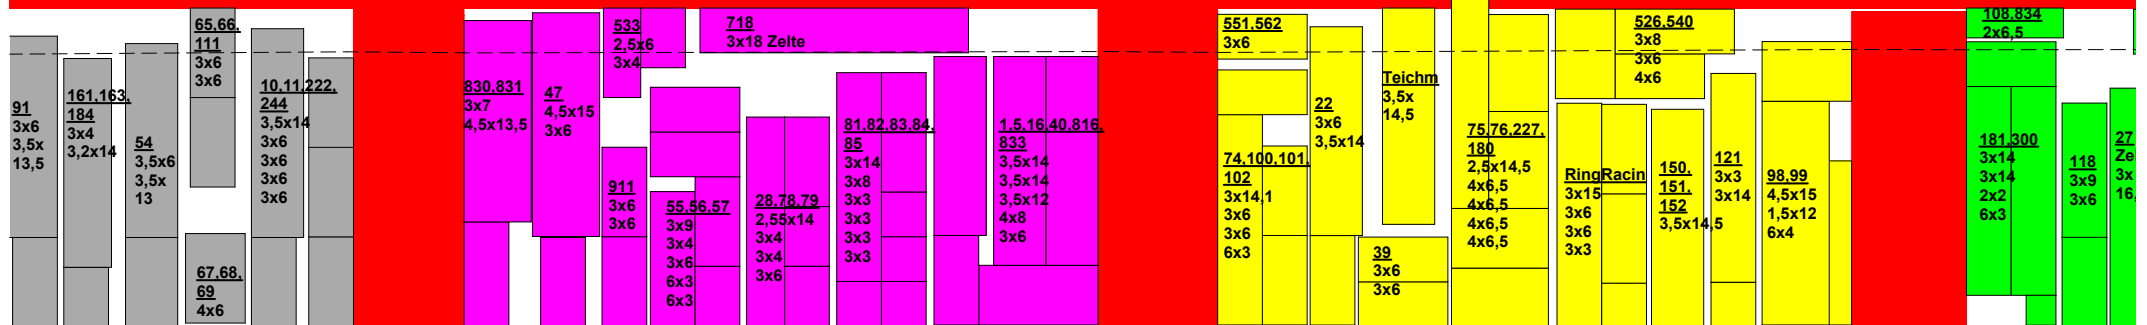 91
3x6
3,5x
13,5
161,163,
184
3x4
3,2x14
54
3,5x6
3,5x
13
65,66,
111
3x6
3x6
67,68,
69
4x6
10,11,222,
244
3,5x14
3x6
3x6
3x6
3x6
830,831
3x7
4,5x13,5
47
4,5x15
3x6
533
2,5x6
3x4
911
3x6
3x6
718
3x18 Zelte
55,56,57
3x9
3x4
3x6
6x3
6x3
28,78,79
2,55x14
3x4
3x4
3x6
81,82,83,84,
85
3x14
3x8
3x3
3x3
3x3
3x3
1,5,16,40,816,
833
3,5x14
3,5x14
3,5x12
4x8
3x6
551,562
3x6
74,100,101,
102
3x14,1
3x6
3x6
6x3
22
3x6
3,5x14
Teichm
3,5x
14,5
39
3x6
3x6
75,76,227,
180
2,5x14,5
4x6,5
4x6,5
4x6,5
4x6,5
526,540
3x8
3x6
4x6
RingRacin
3x15
3x6
3x6
3x3
150,
151,
152
3,5x14,5
121
3x3
3x14
98,99
4,5x15
1,5x12
6x4
108,834
2x6,5
181,300
3x14
3x14
2x2
6x3
118
3x9
3x6
27
Ze
3x
16,